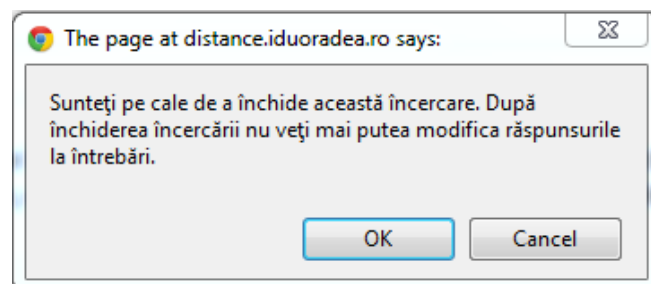 The page at distance.iduoradea.ro says:
Sunteţi pe cale de a închide această încercare. După
închiderea încercării nu veţi mai putea modifica răspunsurile
la întrebări.
OK Cancel